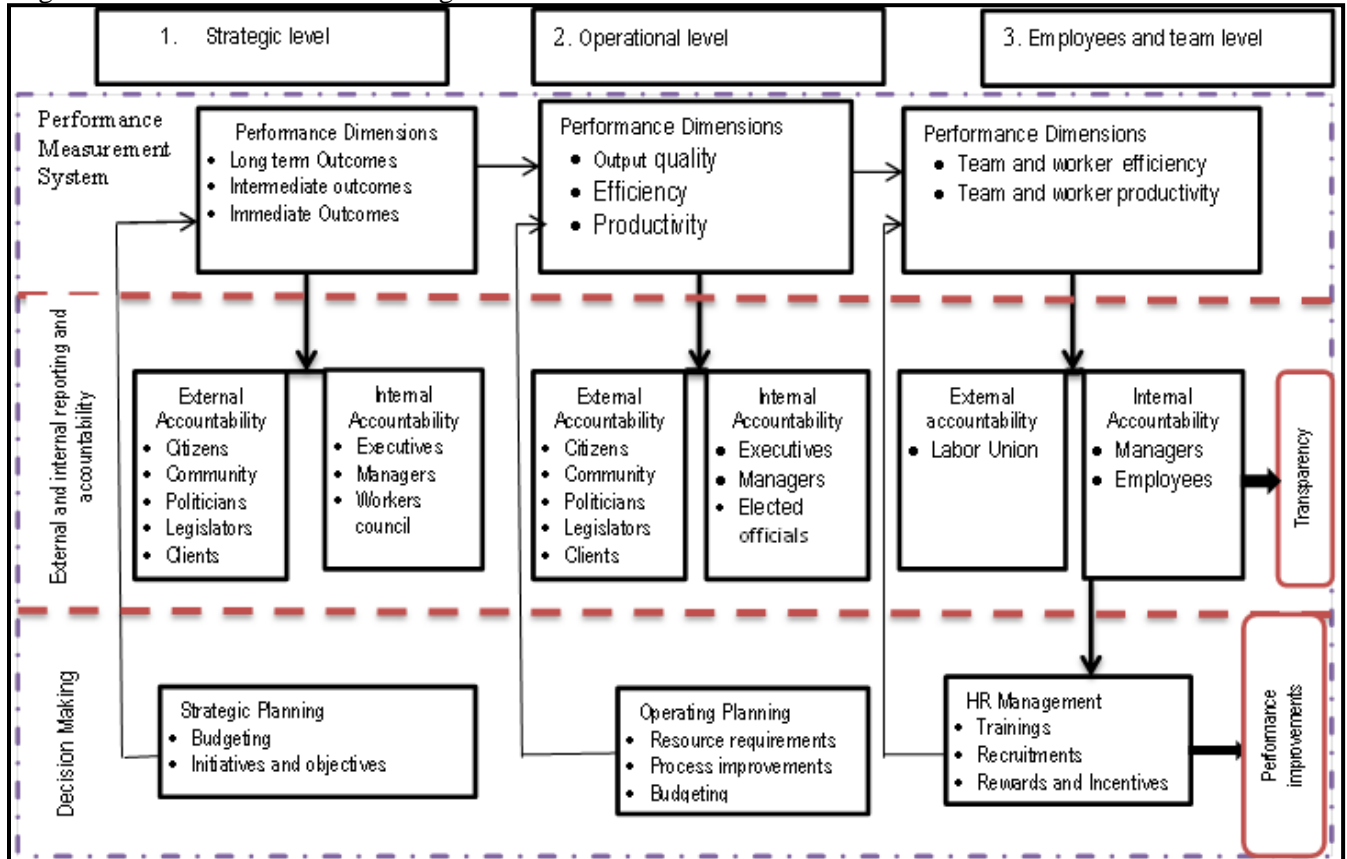 1. Strategic level
2. Operational level
3. Employees and team level
Performance
Measurement
System
Performance Dimensions
• Long term Outcomes
• Intermediate outcomes
• Immediate Outcomes
Performance Dimensions
• Output quality
• Efficiency
• Productivity
Performance Dimensions
• Team and worker efficiency
• Team and worker productivity
External and internal reporting and
accountability
External
Accountability
• Citizens
• Community
• Politicians
• Legislators
• Clients
Internal
Accountability
• Executives
• Managers
• Workers
council
External
Accountability
• Citizens
• Community
• Politicians
• Legislators
• Clients
Internal
Accountability
• Executives
• Managers
• Elected
officials
External
accountability
• Labor Union
Internal
Accountability
• Managers
• Employees
Transparency
Decision Making
Strategic Planning
• Budgeting
• Initiatives and objectives
Operating Planning
• Resource requirements
• Process improvements
• Budgeting
HR Management
• Trainings
• Recruitments
• Rewards and Incentives
Performance
improvements